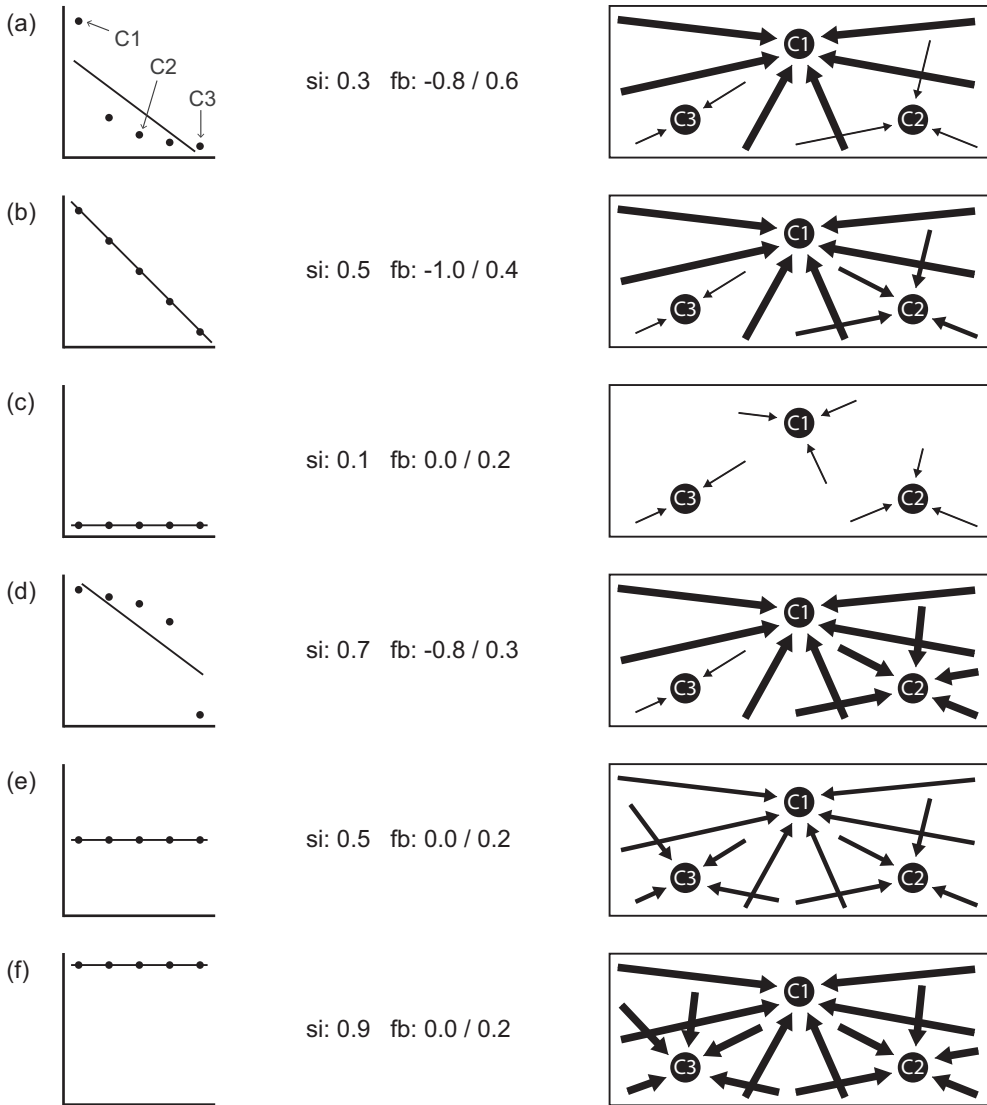 (a)
C1
C2
C3
si: 0.3 fb: -0.8 / 0.6
C1
C3
C2
(b)
si: 0.5 fb: -1.0 / 0.4
C1
C3
C2
(c)
si: 0.1 fb: 0.0 / 0.2
C1
C3
C2
(d)
si: 0.7 fb: -0.8 / 0.3
C1
C3
C2
(e)
si: 0.5 fb: 0.0 / 0.2
C1
C3
C2
(f)
si: 0.9 fb: 0.0 / 0.2
C1
C3
C2